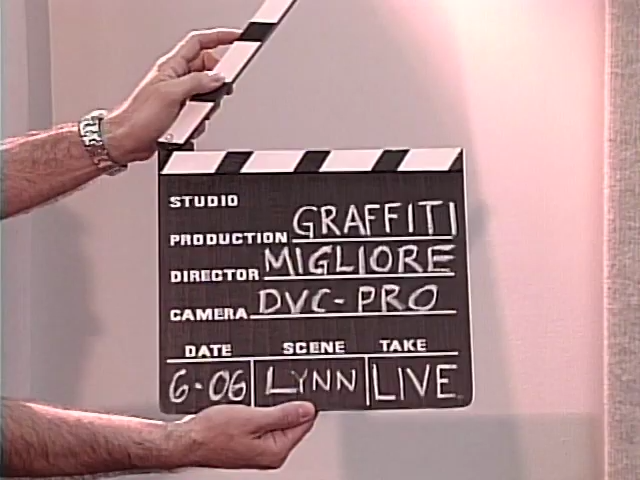 STUDIO
PRODUCTION GRAFFITI
DIRECTOR MIGLIORE
CAMERA DVC-PRO
DATE SCENE TAKE
6-06 LYNN LIVE